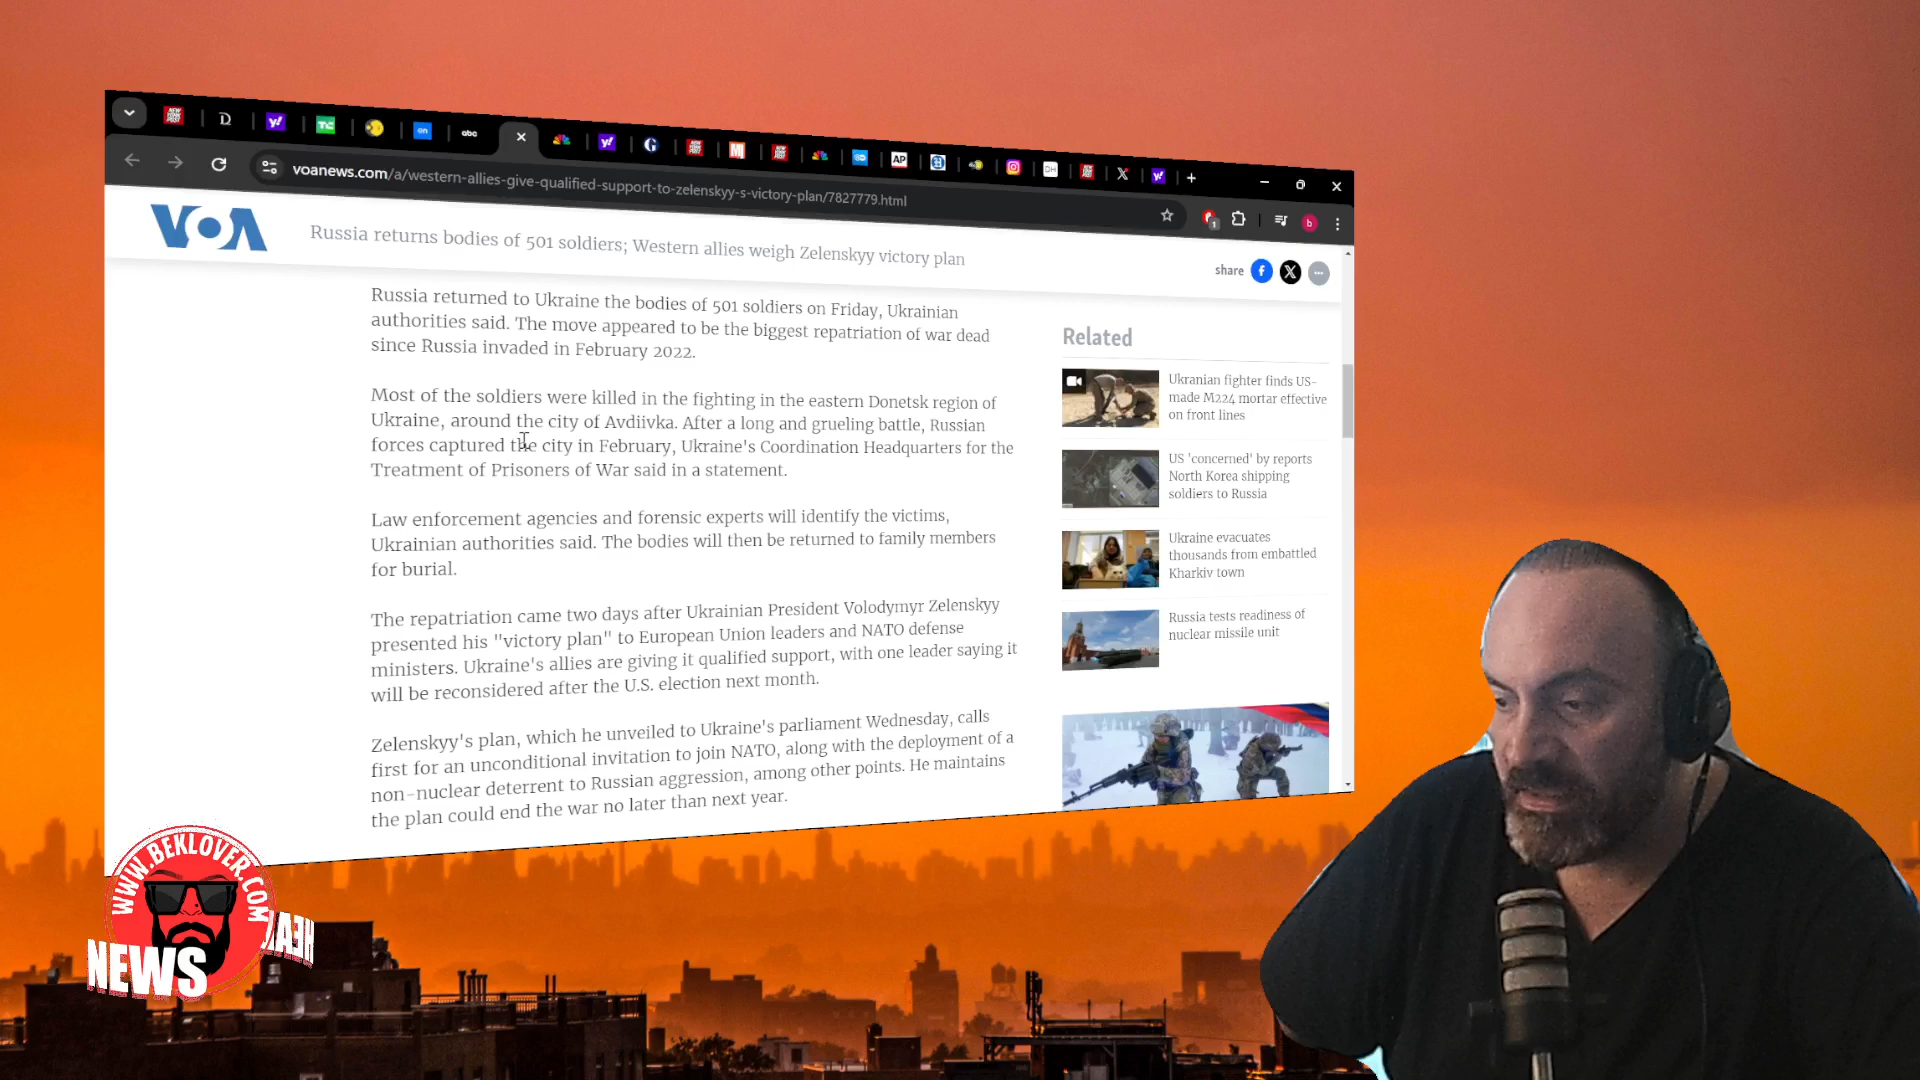 abc
AP
DH
voanews.com/a/western-allies-give-qualified-support-to-zelenskyy-s-victory-plan/7827779.html
VOA
Russia returns bodies of 501 soldiers; Western allies weigh Zelenskyy victory plan
share
Russia returned to Ukraine the bodies of 501 soldiers on Friday, Ukrainian
authorities said. The move appeared to be the biggest repatriation of war dead
since Russia invaded in February 2022.
Most of the soldiers were killed in the fighting in the eastern Donetsk region of
Ukraine, around the city of Avdiivka. After a long and grueling battle, Russian
forces captured the city in February, Ukraine's Coordination Headquarters for the
Treatment of Prisoners of War said in a statement.
Law enforcement agencies and forensic experts will identify the victims,
Ukrainian authorities said. The bodies will then be returned to family members
for burial.
The repatriation came two days after Ukrainian President Volodymyr Zelenskyy
presented his "victory plan" to European Union leaders and NATO defense
ministers. Ukraine's allies are giving it qualified support, with one leader saying it
will be reconsidered after the U.S. election next month.
Zelenskyy's plan, which he unveiled to Ukraine's parliament Wednesday, calls
first for an unconditional invitation to join NATO, along with the deployment of a
non-nuclear deterrent to Russian aggression, among other points. He maintains
the plan could end the war no later than next year.
Related
Ukranian fighter finds US-
made M224 mortar effective
on front lines
US 'concerned' by reports
North Korea shipping
soldiers to Russia
Ukraine evacuates
thousands from embattled
Kharkiv town
Russia tests readiness of
nuclear missile unit
WWW.BEKLOVER.COM
NEWS